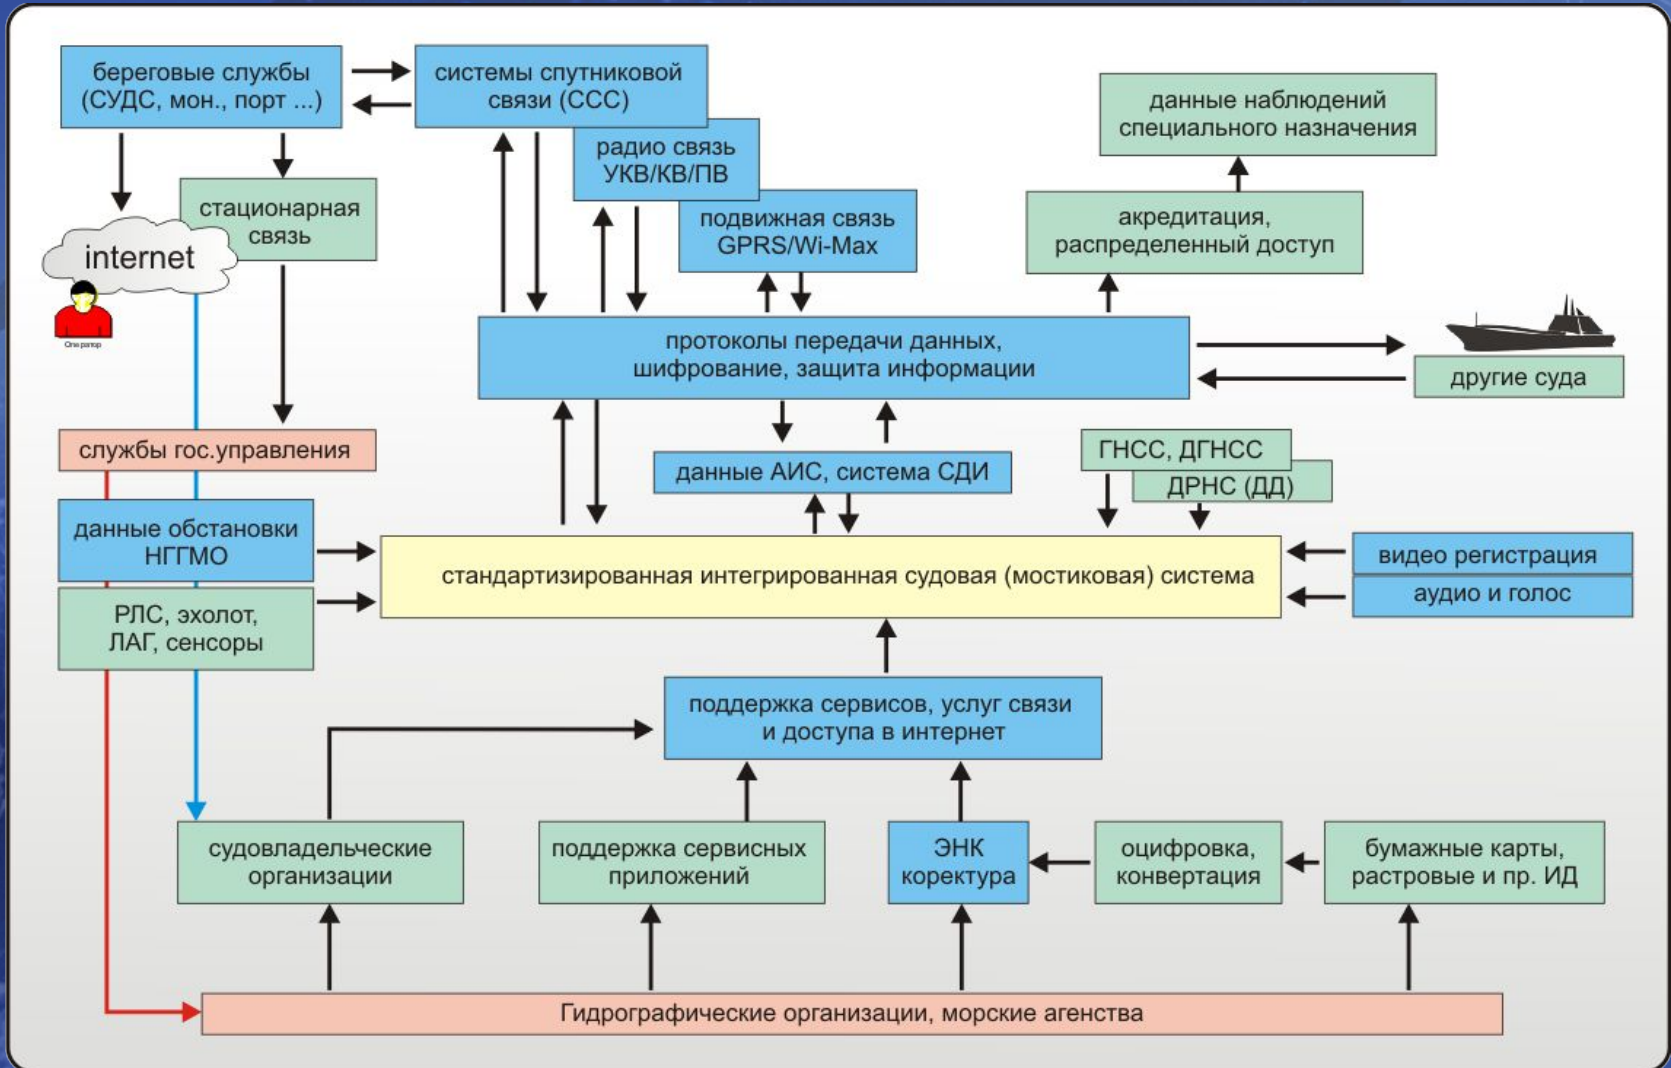 береговые службы
(СУДС, мон., порт ...)
системы спутниковой
связи (ССС)
данные наблюдений
специального назначения
радио связь
УКВ/КВ/ПВ
стационарная
связь
подвижная связь
GPRS/Wi-Max
акредитация,
распределенный доступ
internet
Оператор
протоколы передачи данных,
шифрование, защита информации
другие суда
службы гос.управления
данные АИС, система СДИ
ГНСС, ДГНСС
ДРНС (ДД)
данные обстановки
НГГМО
стандартизированная интегрированная судовая (мостиковая) система
видео регистрация
аудио и голос
РЛС, эхолот,
ЛАГ, сенсоры
поддержка сервисов, услуг связи
и доступа в интернет
судовладельческие
организации
поддержка сервисных
приложений
ЭНК
коректура
оцифровка,
конвертация
бумажные карты,
растровые и пр. ИД
Гидрографические организации, морские агенства